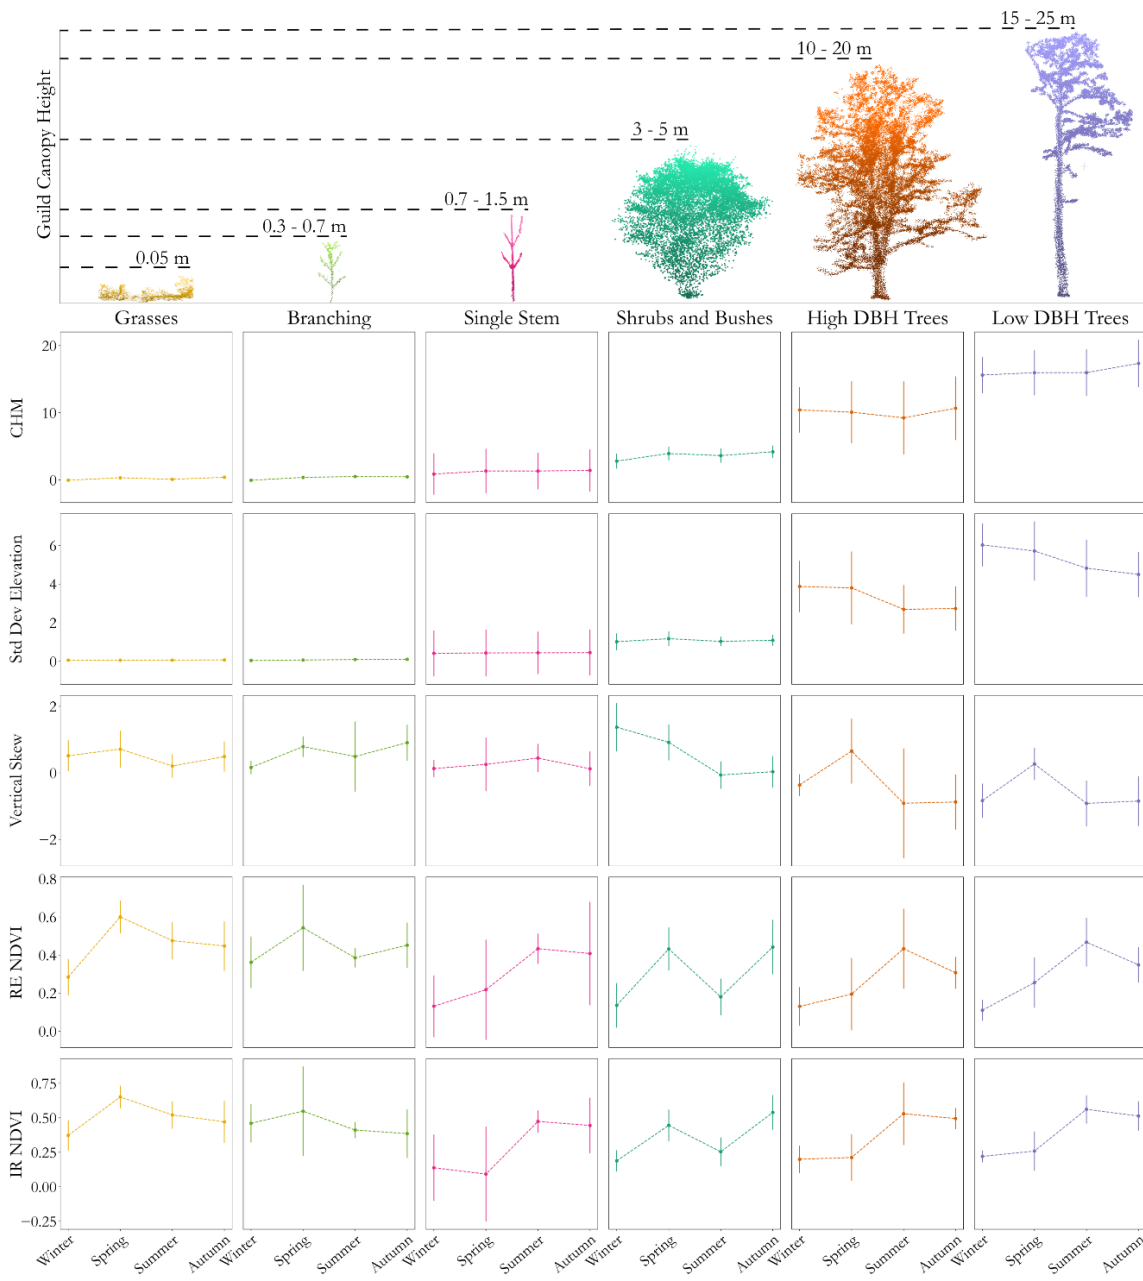 15 - 25 m
10 - 20 m
3 - 5 m
0.7 - 1.5 m
0.3 - 0.7 m
0.05 m
Guild Canopy Height
Grasses Branching Single Stem Shrubs and Bushes High DBH Trees Low DBH Trees
CHM
20
10
0
Std Dev Elevation
6
4
2
0
Vertical Skew
2
0
−2
RE NDVI
0.8
0.6
0.4
0.2
0.0
IR NDVI
0.75
0.50
0.25
0.00
−0.25
Winter Spring Summer Autumn Winter Spring Summer Autumn Winter Spring Summer Autumn Winter Spring Summer Autumn Winter Spring Summer Autumn Winter Spring Summer Autumn